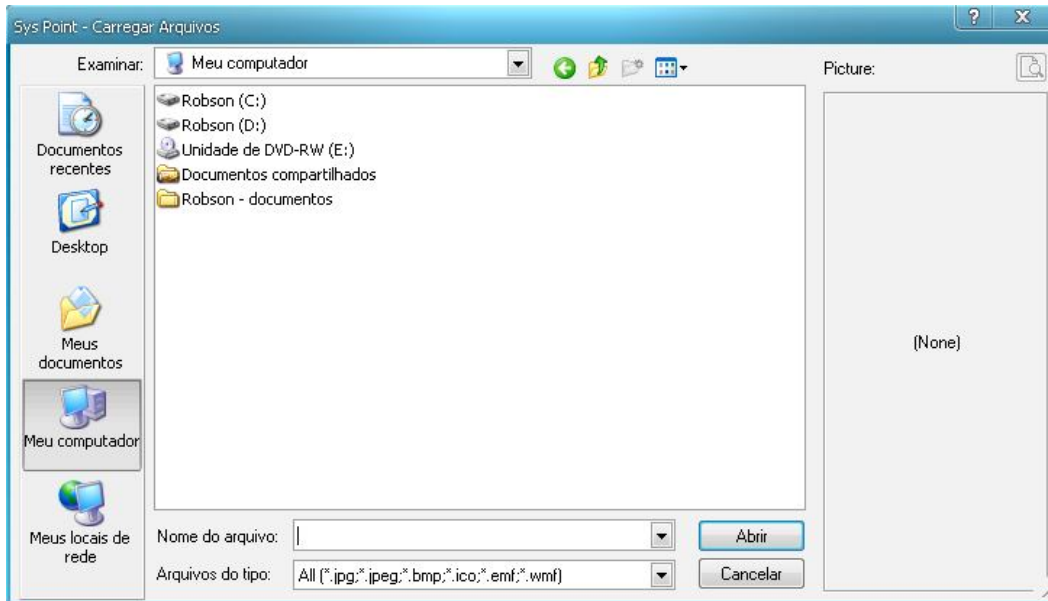 Sys Point - Carregar Arquivos
?
X
Examinar:
Meu computador
Picture:
Robson (C:)
Robson (D:)
Unidade de DVD-RW (E:)
Documentos compartilhados
Robson - documentos
Documentos
recentes
Desktop
Meus
documentos
Meu computador
Meus locais de
rede
(None)
Nome do arquivo:
Abrir
Arquivos do tipo:
All (*.jpg;*.jpeg;*.bmp;*.ico;*.emf;*.wmf)
Cancelar